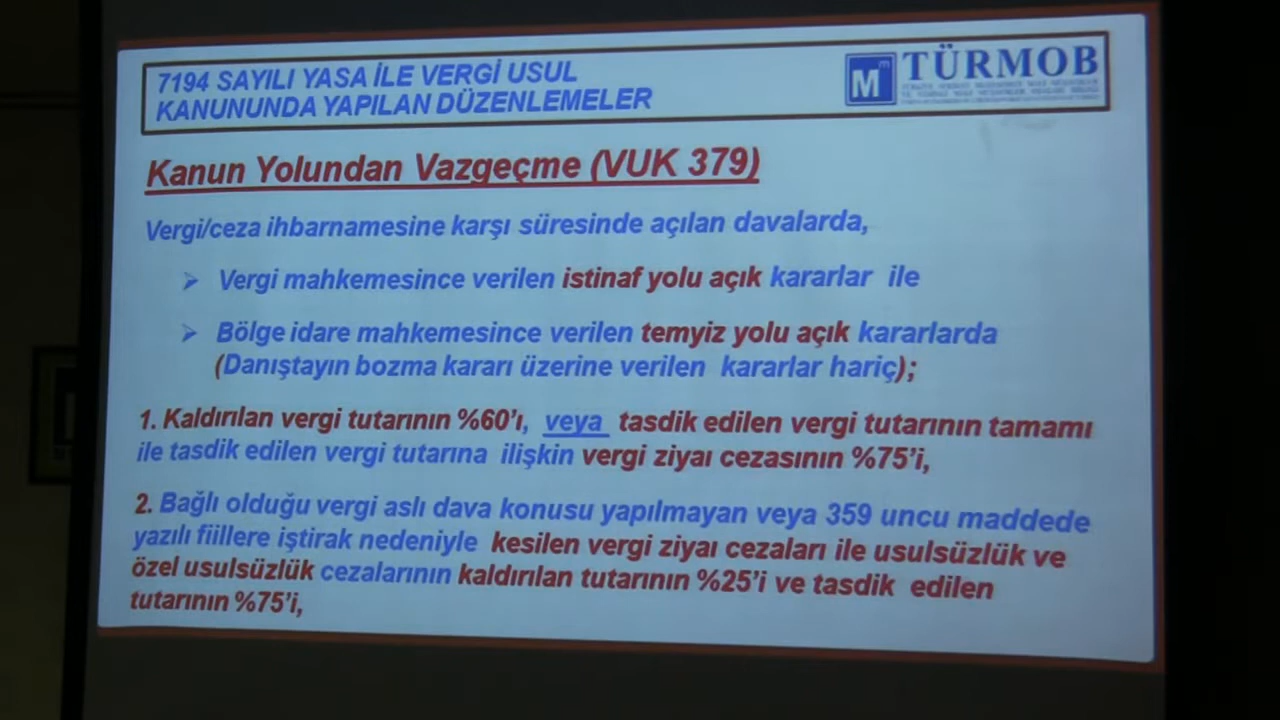 7194 SAYILI YASA İLE VERGİ USUL
KANUNUNDA YAPILAN DÜZENLEMELER
TÜRMOB
Kanun Yolundan Vazgeçme (VUK 379)
Vergi/ceza ihbarnamesine karşı süresinde açılan davalarda,
➢ Vergi mahkemesince verilen istinaf yolu açık kararlar ile
➢ Bölge idare mahkemesince verilen temyiz yolu açık kararlarda
(Danıştayın bozma kararı üzerine verilen kararlar hariç);
1. Kaldırılan vergi tutarının %60'ı, veya tasdik edilen vergi tutarının tamamı
ile tasdik edilen vergi tutarına ilişkin vergi ziyaı cezasının %75'i,
2. Bağlı olduğu vergi aslı dava konusu yapılmayan veya 359 uncu maddede
yazılı fiillere iştirak nedeniyle kesilen vergi ziyaı cezaları ile usulsüzlük ve
özel usulsüzlük cezalarının kaldırılan tutarının %25'i ve tasdik edilen
tutarının %75'i,